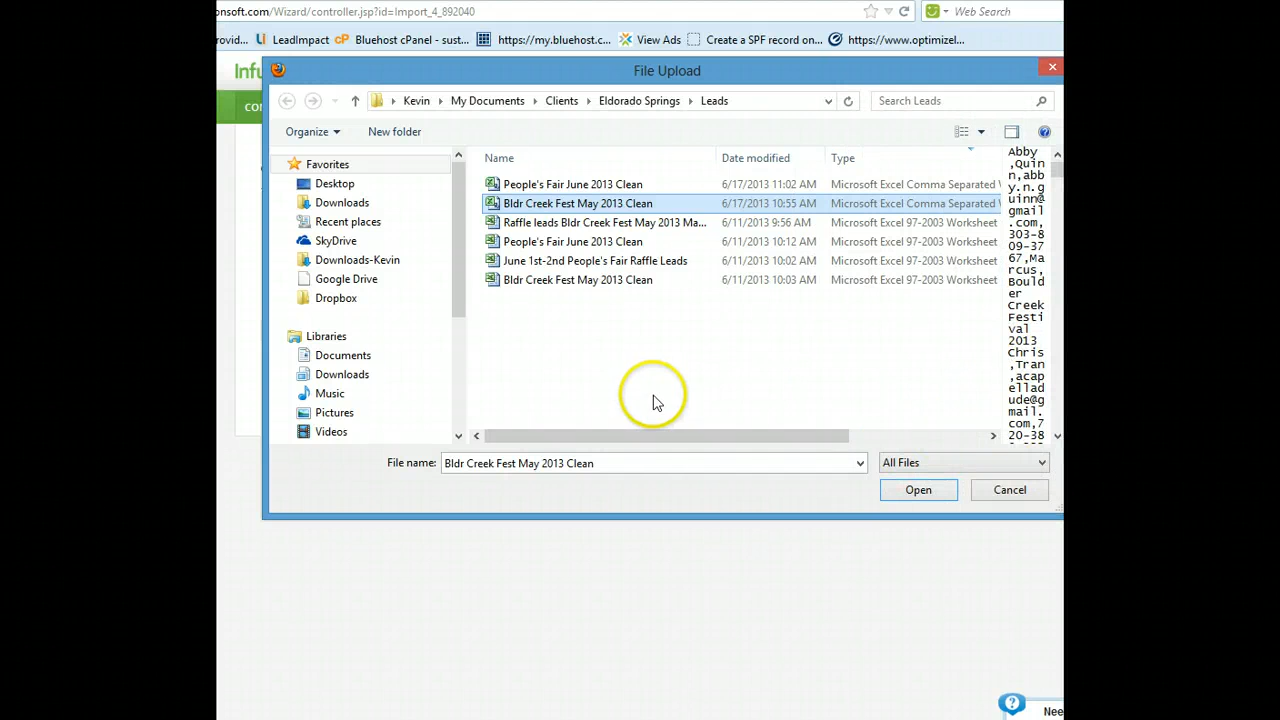 onsoft.com/Wizard/controller.jsp?id=Import_4_892040
Web Search
rovid... LeadImpact Bluehost cPanel - sust... https://my.bluehost.c... View Ads Create a SPF record on... https://www.optimizel...
Infu
File Upload
con
Kevin My Documents Clients Eldorado Springs Leads
Search Leads
Organize New folder
Name Date modified Type
Favorites
Desktop
Downloads
Recent places
SkyDrive
Downloads-Kevin
Google Drive
Dropbox
Libraries
Documents
Downloads
Music
Pictures
Videos
People's Fair June 2013 Clean 6/17/2013 11:02 AM Microsoft Excel Comma Separated V
Bldr Creek Fest May 2013 Clean 6/17/2013 10:55 AM Microsoft Excel Comma Separated V
Raffle leads Bldr Creek Fest May 2013 Ma... 6/11/2013 9:56 AM Microsoft Excel 97-2003 Worksheet
People's Fair June 2013 Clean 6/11/2013 10:12 AM Microsoft Excel 97-2003 Worksheet
June 1st-2nd People's Fair Raffle Leads 6/11/2013 10:02 AM Microsoft Excel 97-2003 Worksheet
Bldr Creek Fest May 2013 Clean 6/11/2013 10:03 AM Microsoft Excel 97-2003 Worksheet
Abby
,Quin
n,abb
y.n.q
uinn@
gmail
.com,
303-8
09-37
67,Ma
rcus,
Bould
er
Creek
Festi
val
2013
Chris
,Tran
,acap
ellad
ude@g
mail.
com,7
20-38
File name: Bldr Creek Fest May 2013 Clean All Files
Open Cancel
Nee